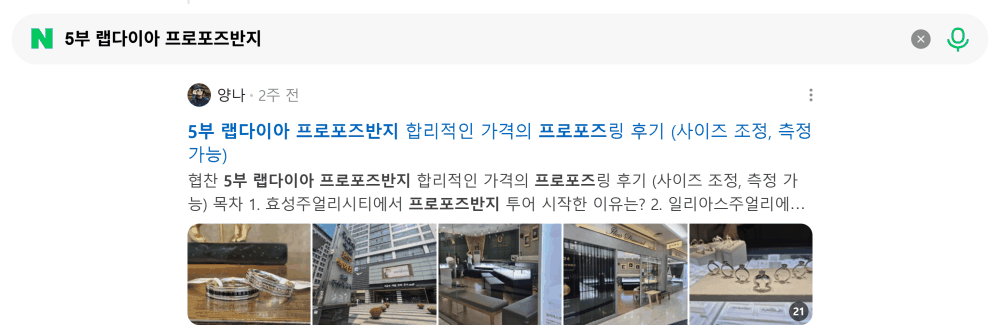 N 5부 랩다이아 프로포즈반지
양나 · 2주 전
5부 랩다이아 프로포즈반지 합리적인 가격의 프로포즈링 후기 (사이즈 조정, 측정
가능)
협찬 5부 랩다이아 프로포즈반지 합리적인 가격의 프로포즈링 후기 (사이즈 조정, 측정 가
능) 목차 1. 효성주얼리시티에서 프로포즈반지 투어 시작한 이유는? 2. 일리아스주얼리에...
21